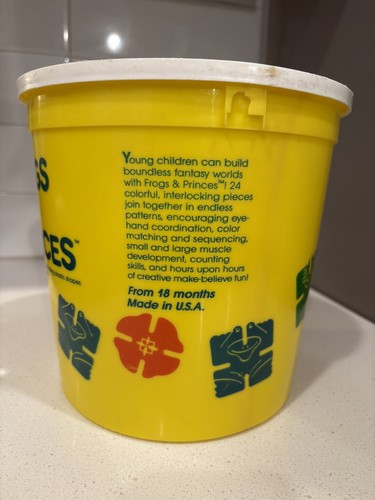 GS
CES™
Young children can build
boundless fantasy worlds
with Frogs & Princes™! 24
colorful, interlocking pieces
join together in endless
patterns, encouraging eye-
hand coordination, color
matching and sequencing,
small and large muscle
development, counting
skills, and hours upon hours
of creative make-believe fun!
From 18 months
Made in U.S.A.